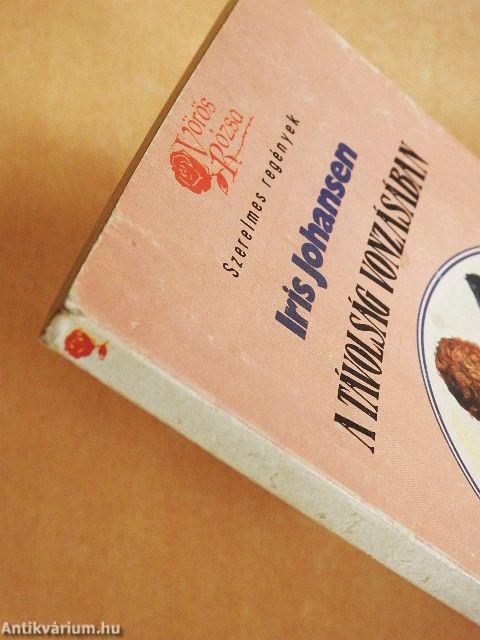 Vörös
Rózsa
Szerelmes regények
Iris Johansen
A TÁVOLSÁG VONZÁSÁBAN
Antikvárium.hu